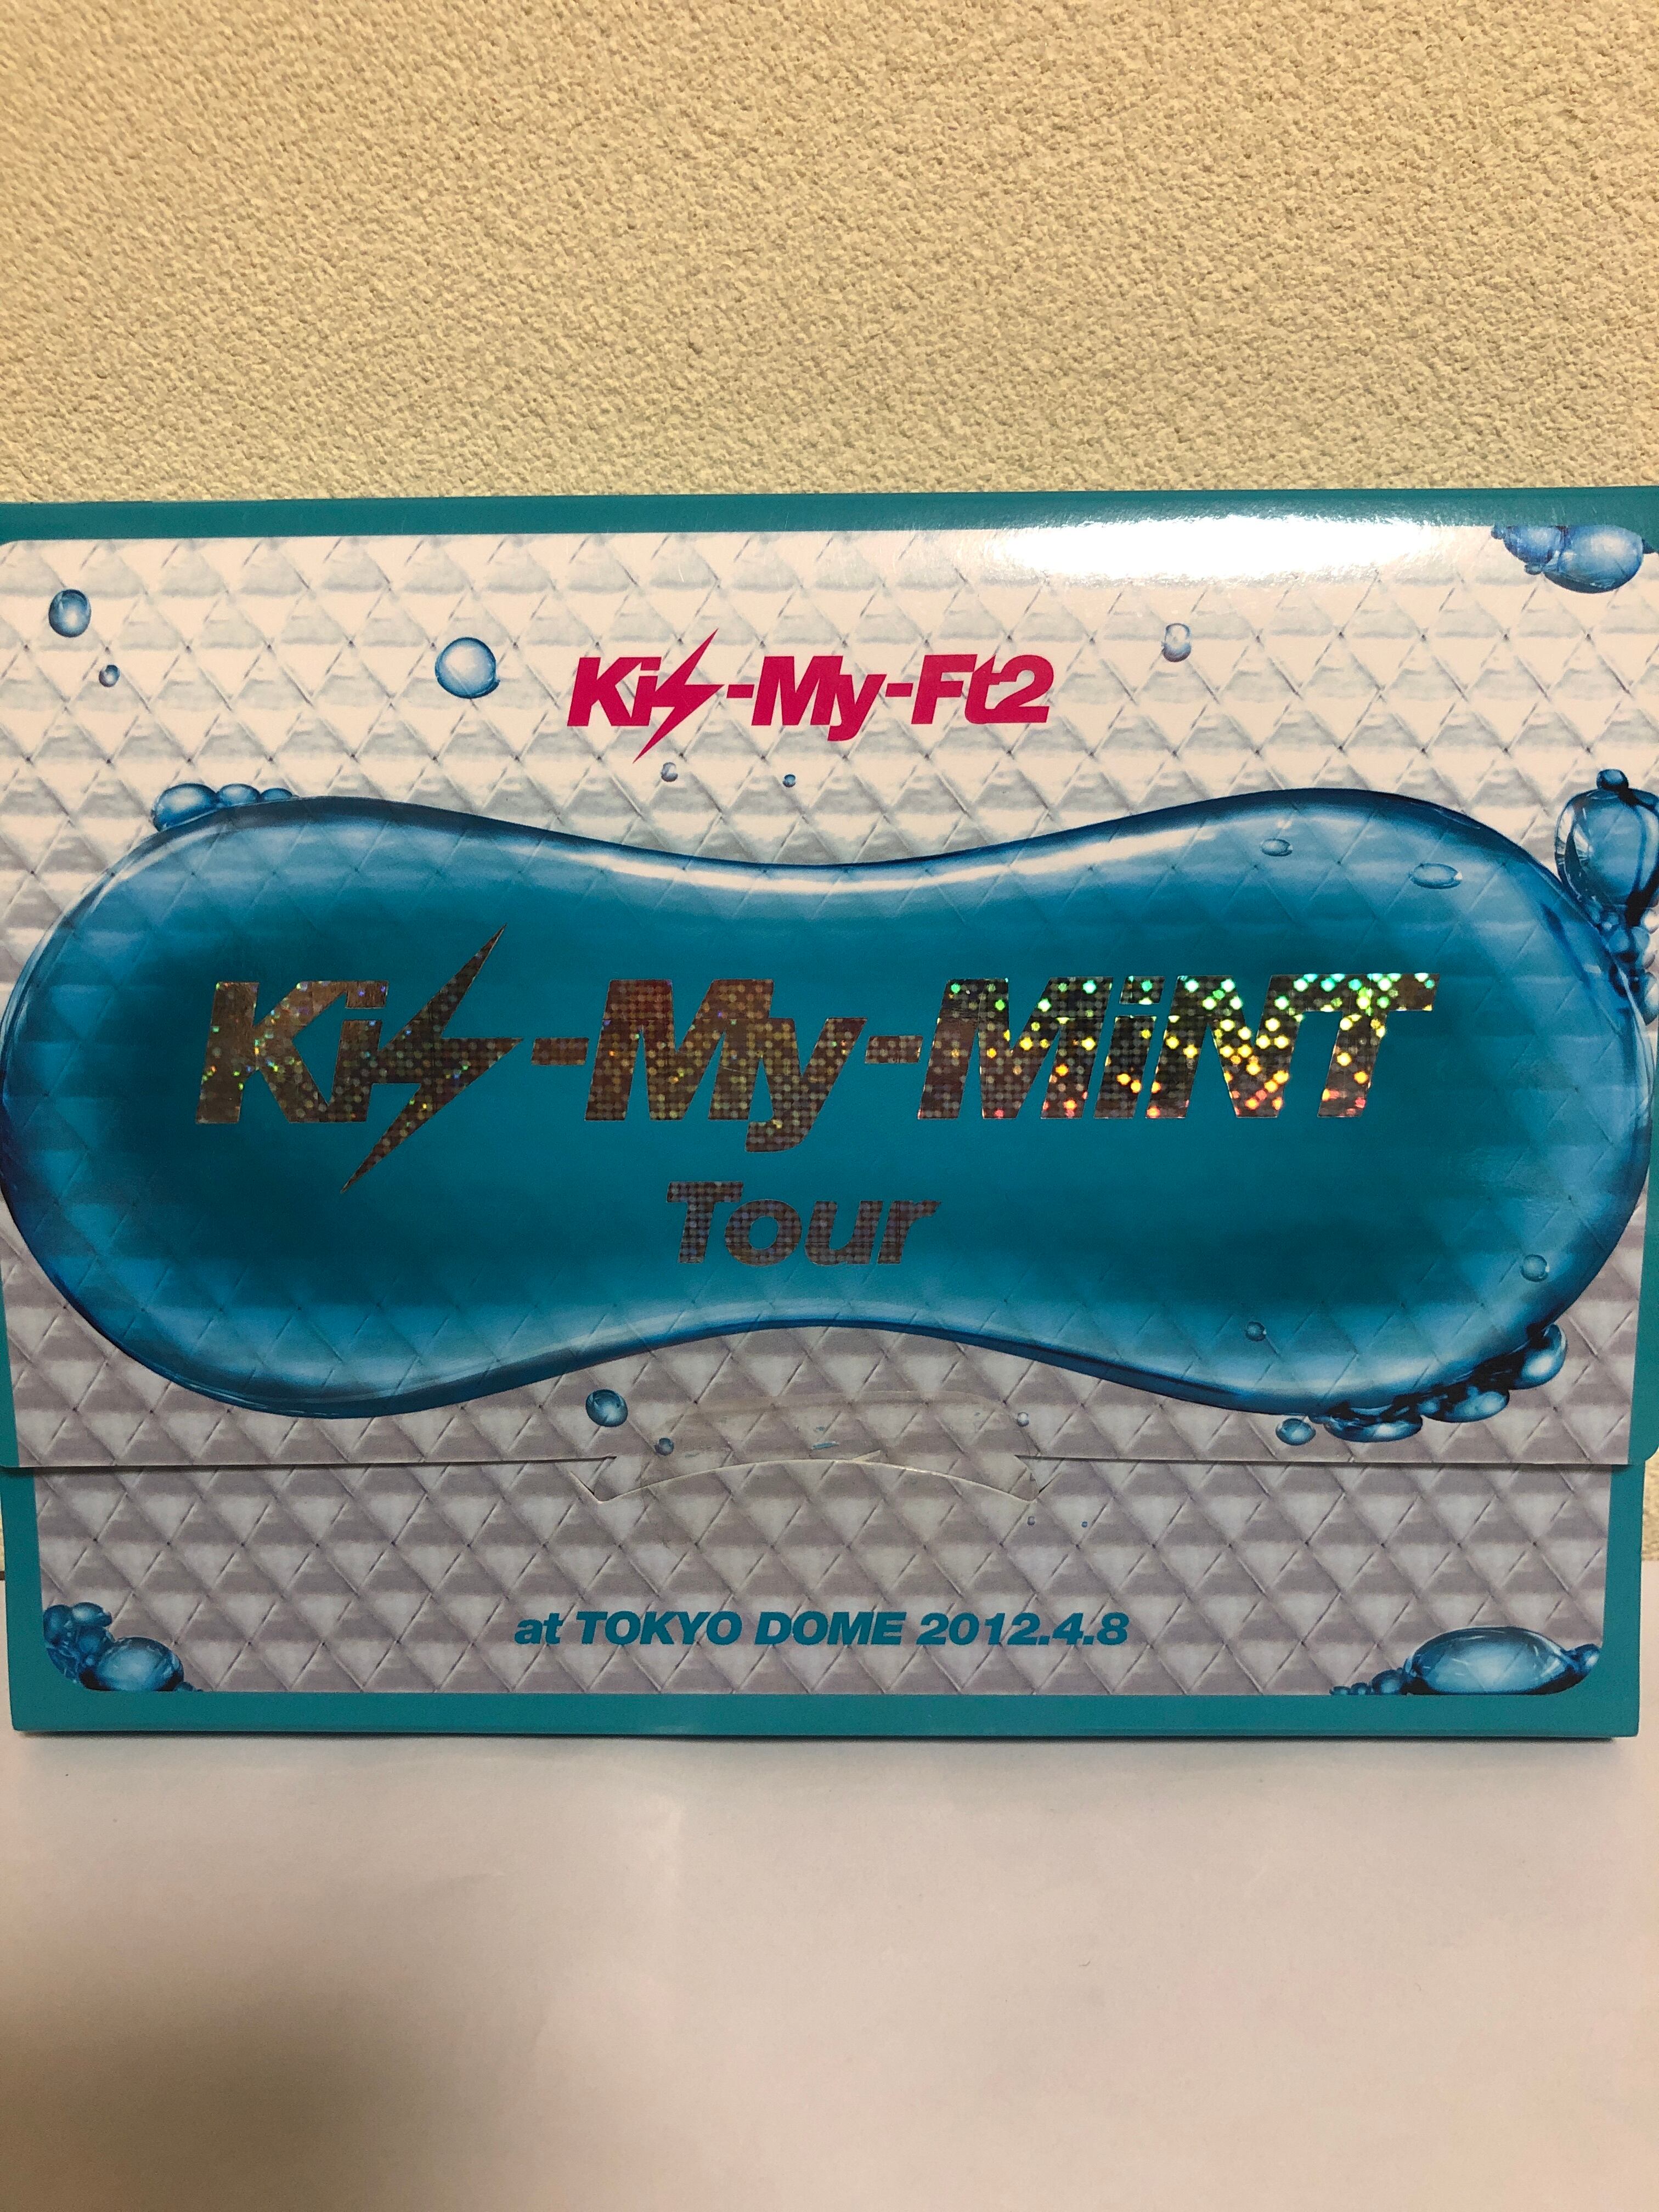 Kis-My-Ft2
Kis-My-MiNT
Tour
at TOKYO DOME 2012.4.8